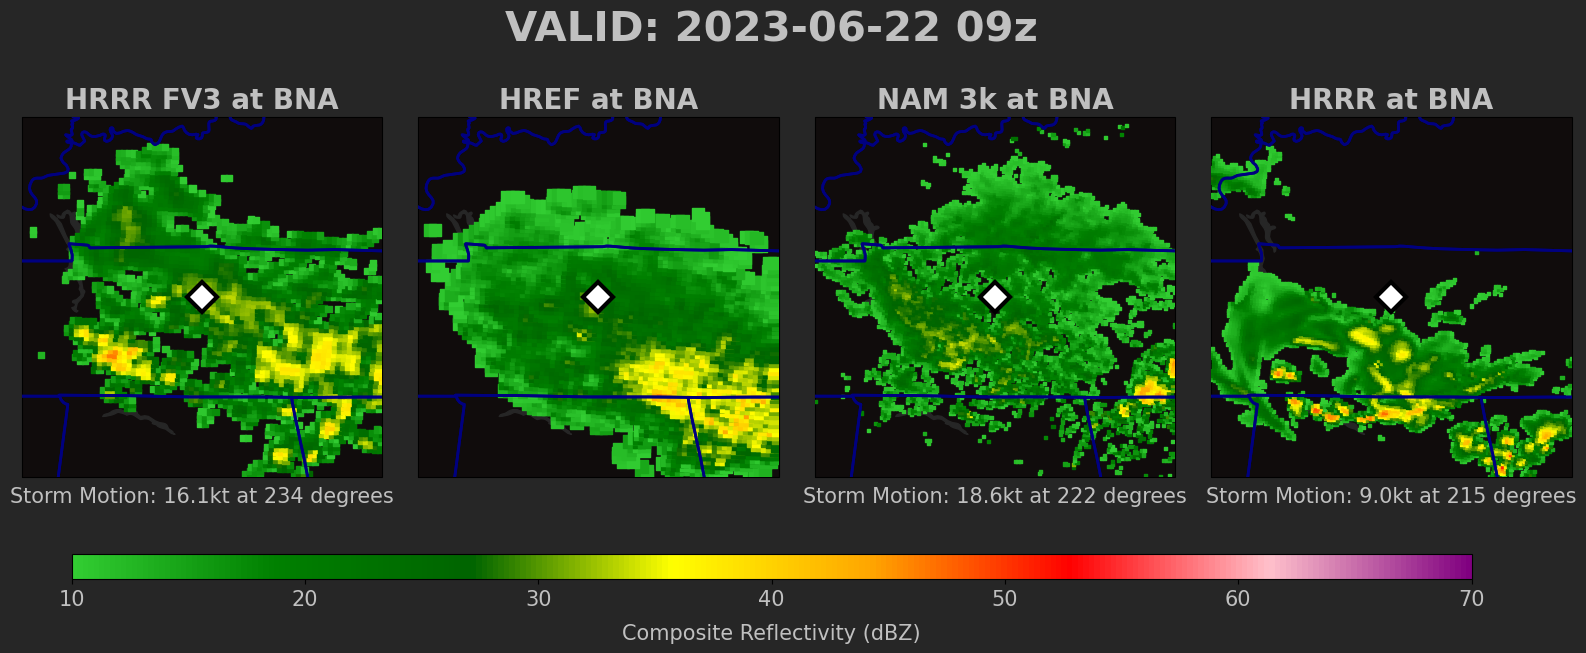 VALID: 2023-06-22 09z
HRRR FV3 at BNA
HREF at BNA
NAM 3k at BNA
HRRR at BNA
Storm Motion: 16.1kt at 234 degrees
Storm Motion: 18.6kt at 222 degrees
Storm Motion: 9.0kt at 215 degrees
10 20 30 40 50 60 70
Composite Reflectivity (dBZ)